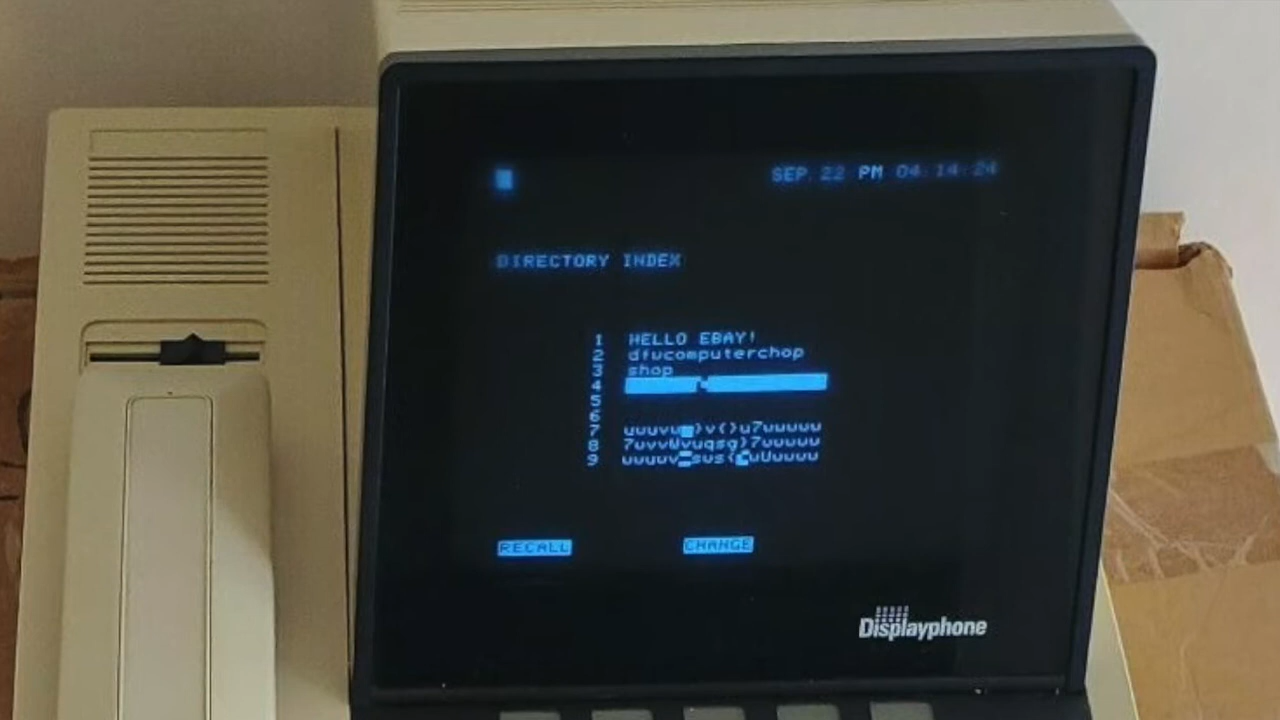 SEP. 22 PM 04:14:24
DIRECTORY INDEX
1 HELLO EBAY!
2 dfucomputerchop
3 shop
4
5
6
7
8
9
RECALL CHANGE
Displayphone